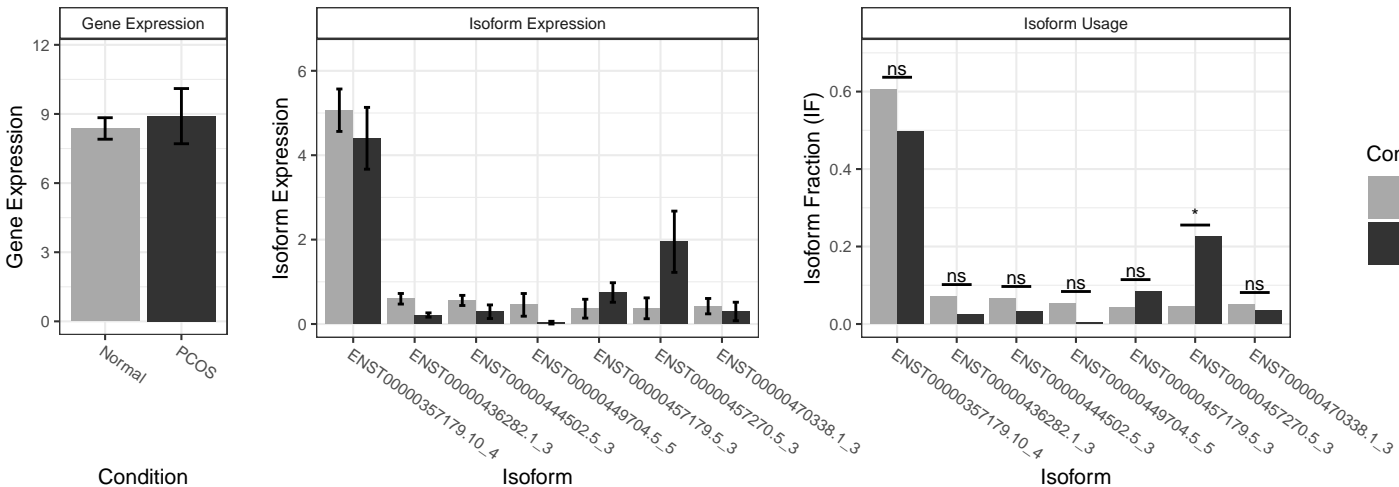 Gene Expression
Isoform Expression
Isoform Usage
Gene Expression
12
9
6
3
0
Normal
PCOS
Condition
Isoform Expression
6
4
2
0
ENST00000357179.10_4
ENST00000436282.1_3
ENST00000444502.5_3
ENST00000449704.5_5
ENST00000457179.5_3
ENST00000457270.5_3
ENST00000470338.1_3
Isoform
Isoform Fraction (IF)
0.6
0.4
0.2
0.0
ns
ns
ns
ns
ns
*
ns
ENST00000357179.10_4
ENST00000436282.1_3
ENST00000444502.5_3
ENST00000449704.5_5
ENST00000457179.5_3
ENST00000457270.5_3
ENST00000470338.1_3
Isoform